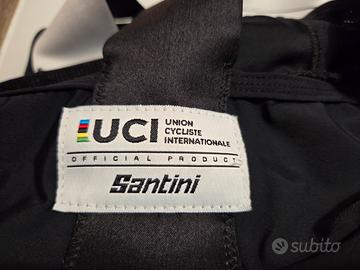 UCI UNION
CYCLISTE
INTERNATIONALE
OFFICIAL PRODUCT
Santini
subito